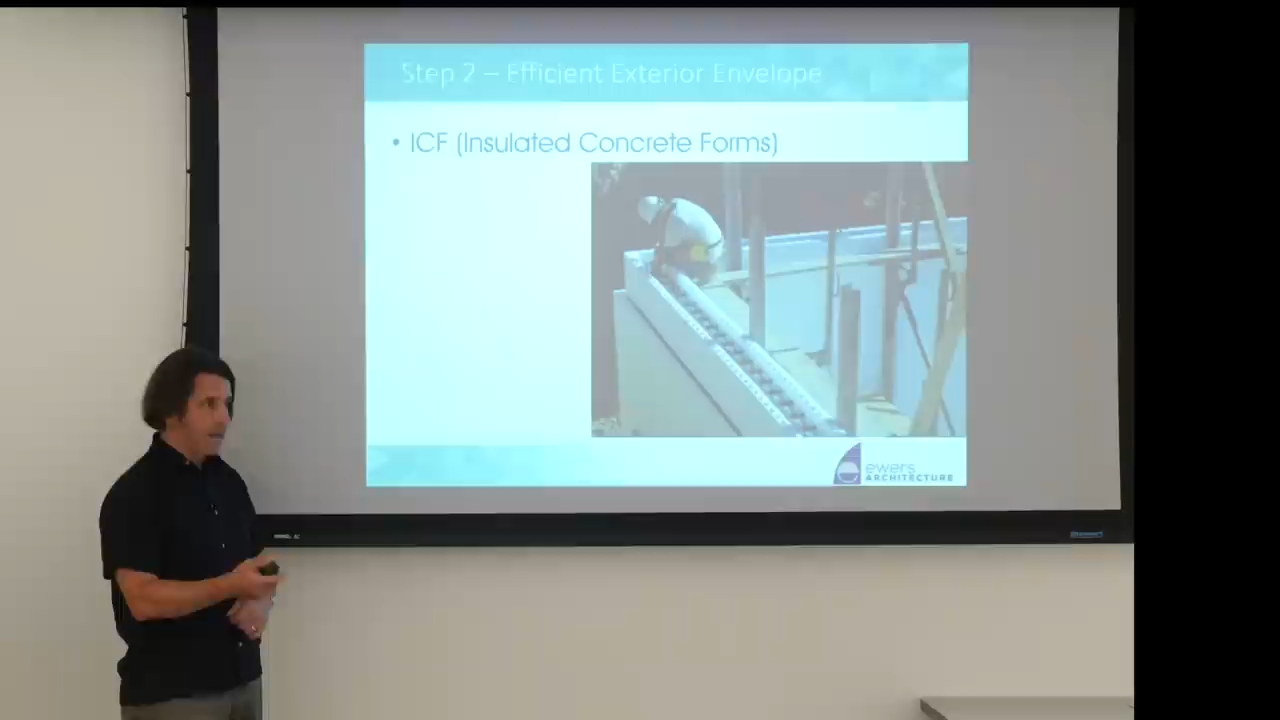 Step 2 – Efficient Exterior Envelope
• ICF (Insulated Concrete Forms)
ewers
ARCHITECTURE